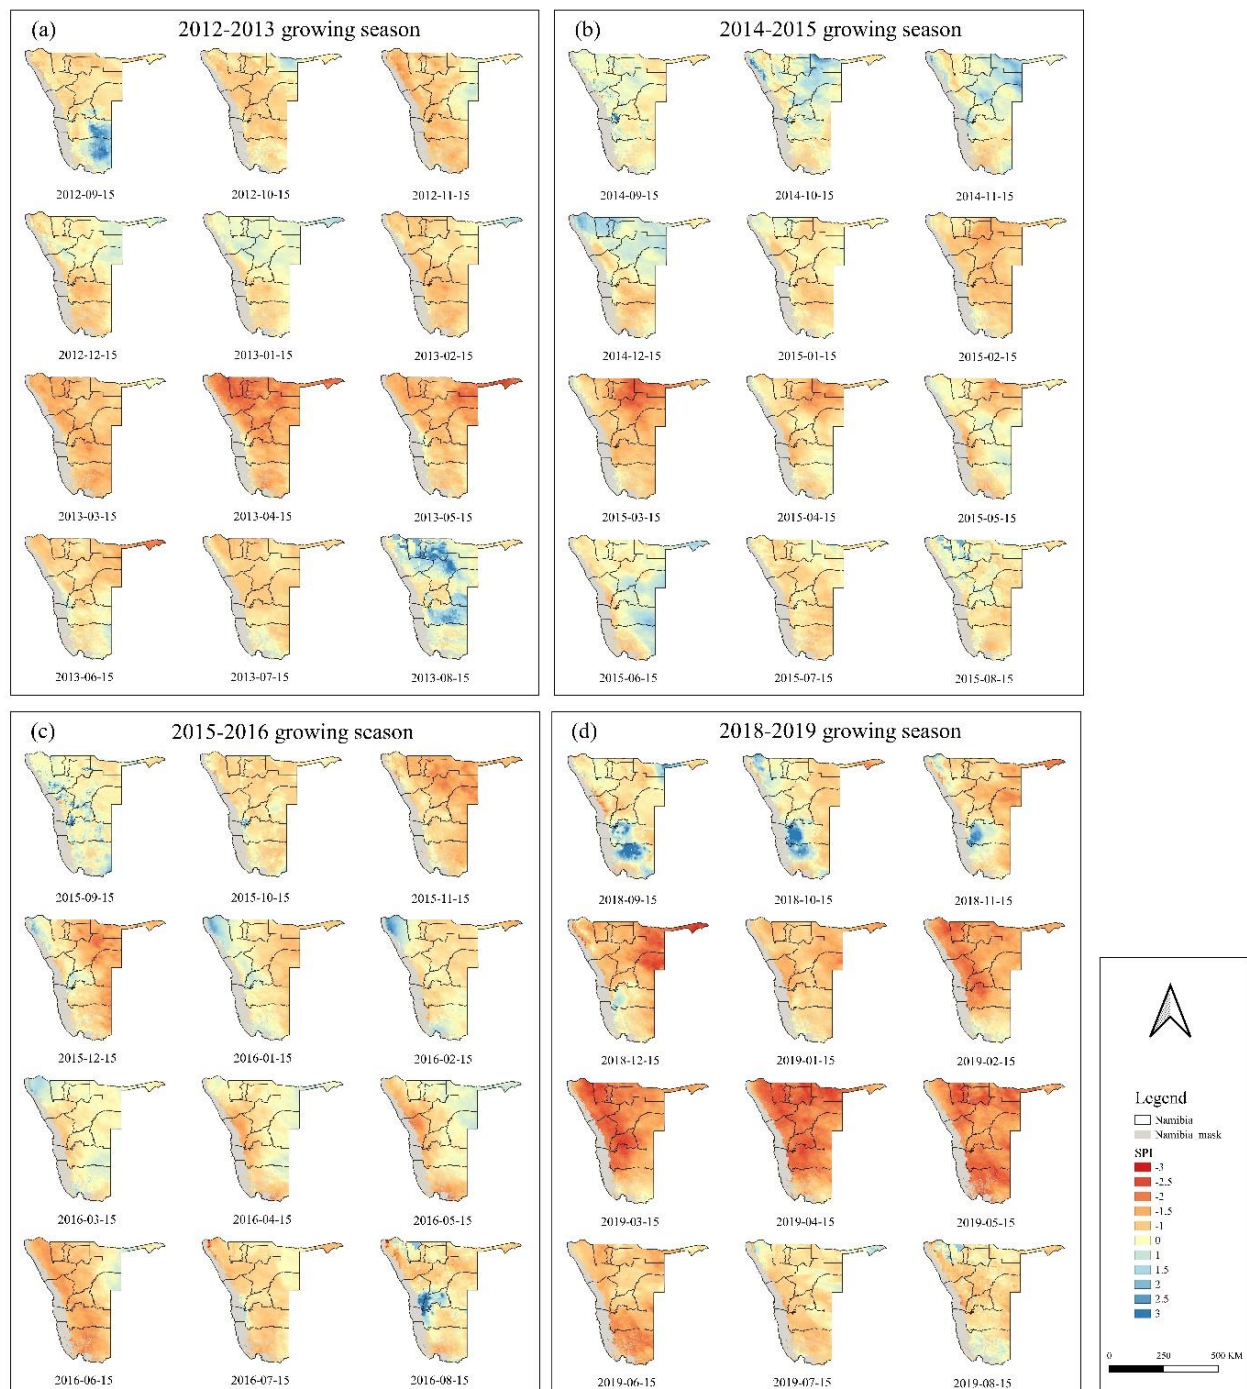 (a) 2012-2013 growing season
2012-09-15 2012-10-15 2012-11-15
2012-12-15 2013-01-15 2013-02-15
2013-03-15 2013-04-15 2013-05-15
2013-06-15 2013-07-15 2013-08-15
(b) 2014-2015 growing season
2014-09-15 2014-10-15 2014-11-15
2014-12-15 2015-01-15 2015-02-15
2015-03-15 2015-04-15 2015-05-15
2015-06-15 2015-07-15 2015-08-15
(c) 2015-2016 growing season
2015-09-15 2015-10-15 2015-11-15
2015-12-15 2016-01-15 2016-02-15
2016-03-15 2016-04-15 2016-05-15
2016-06-15 2016-07-15 2016-08-15
(d) 2018-2019 growing season
2018-09-15 2018-10-15 2018-11-15
2018-12-15 2019-01-15 2019-02-15
2019-03-15 2019-04-15 2019-05-15
2019-06-15 2019-07-15 2019-08-15
Legend
Namibia
Namibia mask
SPI
-3
-2.5
-2
-1.5
-1
0
1
1.5
2
2.5
3
0 250 500 KM